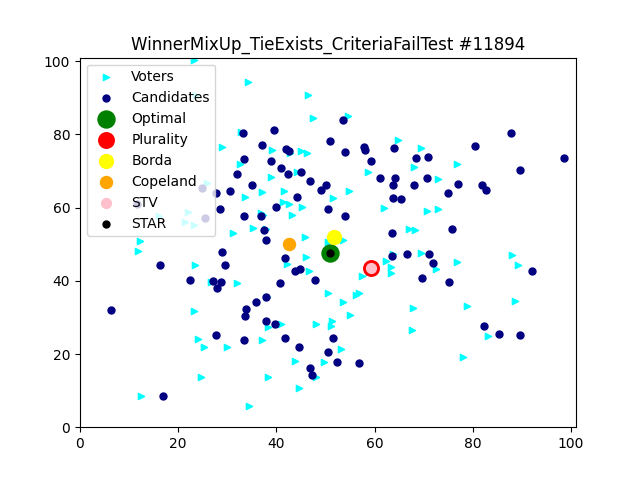 WinnerMixUp_TieExists_CriteriaFailTest #11894
100
80
60
40
20
0
0 20 40 60 80 100
Voters
Candidates
Optimal
Plurality
Borda
Copeland
STV
STAR